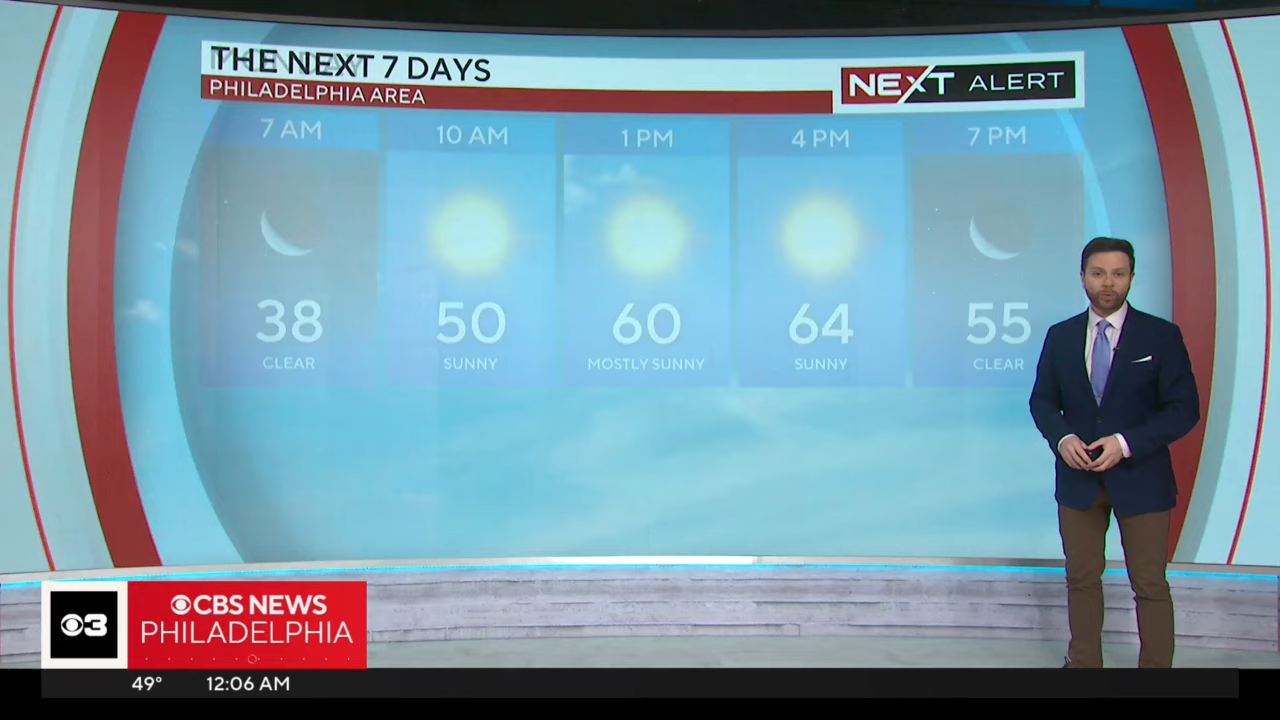 THE NEXT 7 DAYS
PHILADELPHIA AREA
NEXT ALERT
7 AM 10 AM 1 PM 4 PM 7 PM
38 50 60 64 55
CLEAR SUNNY MOSTLY SUNNY SUNNY CLEAR
3 CBS NEWS
PHILADELPHIA
49° 12:06 AM